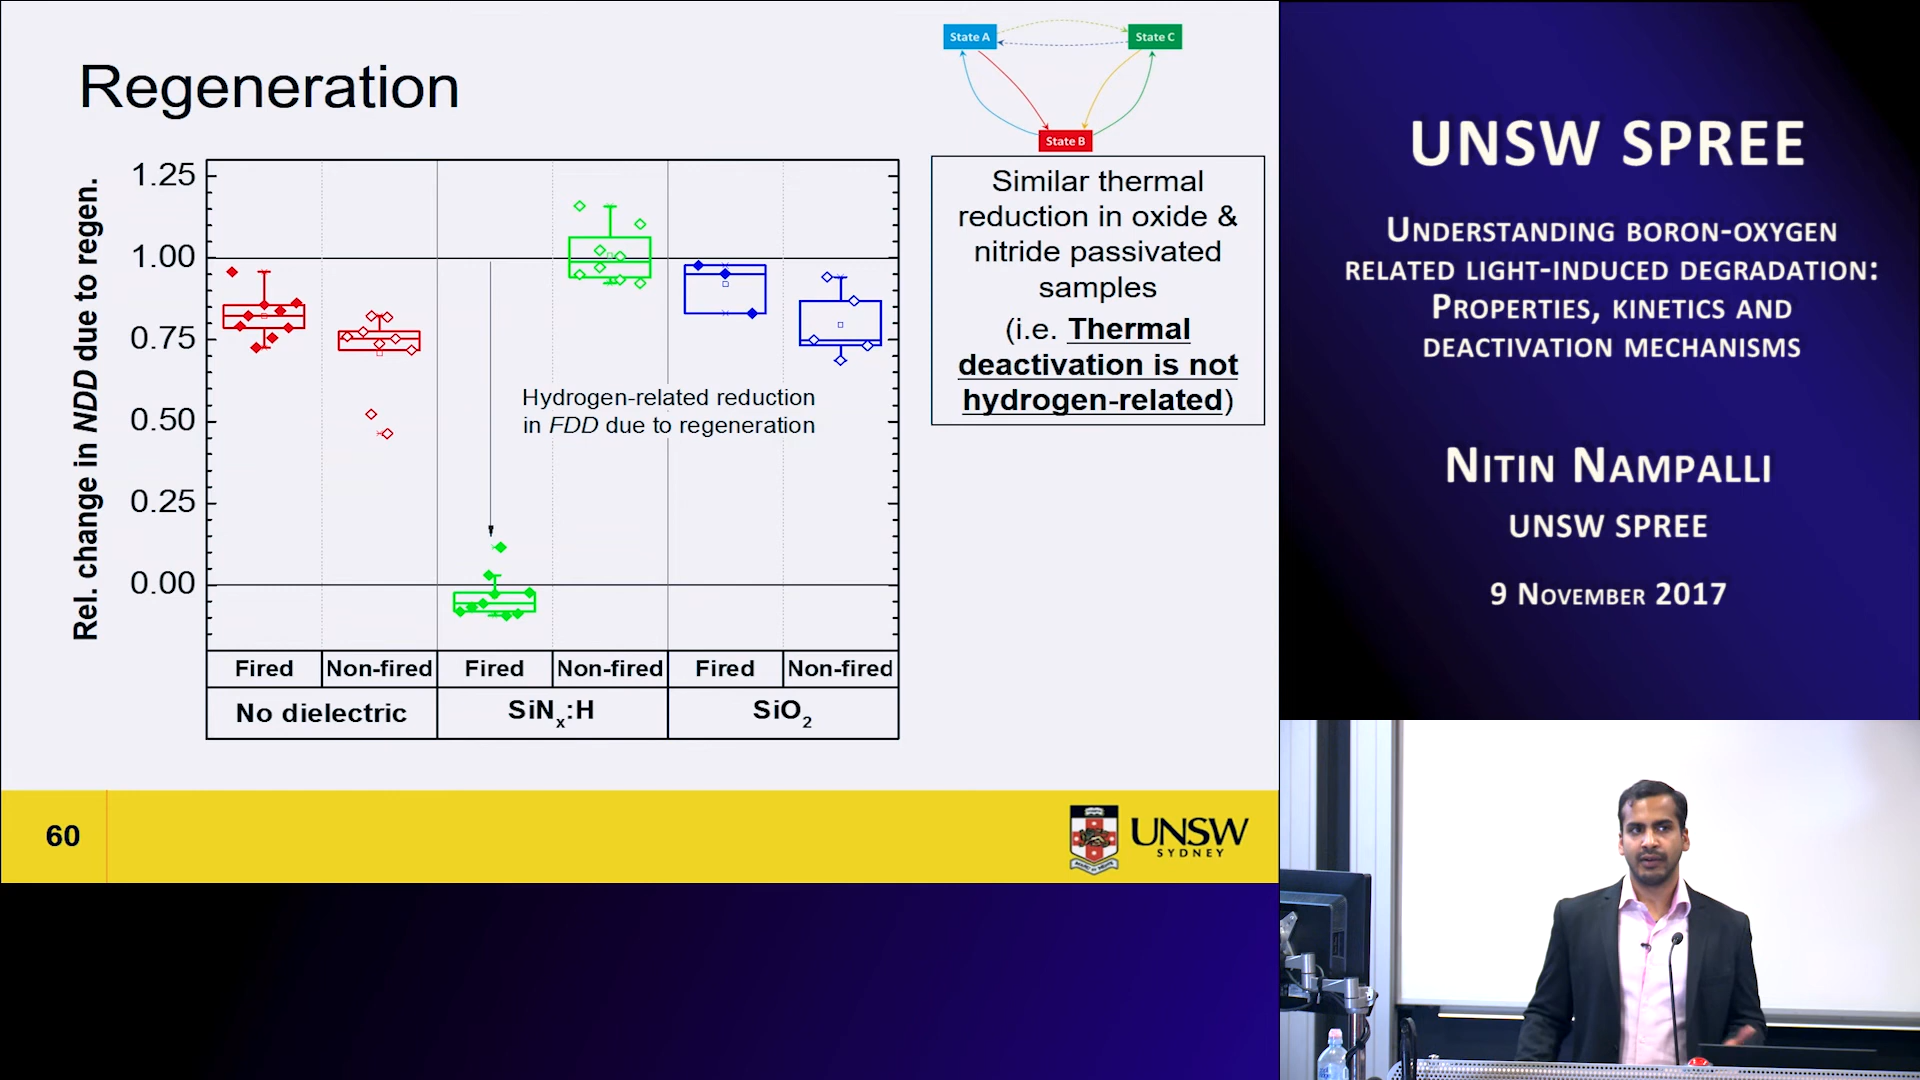 Regeneration
State A
State C
State B
Rel. change in NDD due to regen.
1.25
1.00
0.75
0.50
0.25
0.00
Hydrogen-related reduction
in FDD due to regeneration
Fired
Non-fired
Fired
Non-fired
Fired
Non-fired
No dielectric
SiNx:H
SiO2
Similar thermal
reduction in oxide &
nitride passivated
samples
(i.e. Thermal
deactivation is not
hydrogen-related)
60
UNSW
SYDNEY
UNSW SPREE
UNDERSTANDING BORON-OXYGEN
RELATED LIGHT-INDUCED DEGRADATION:
PROPERTIES, KINETICS AND
DEACTIVATION MECHANISMS
NITIN NAMPALLI
UNSW SPREE
9 NOVEMBER 2017